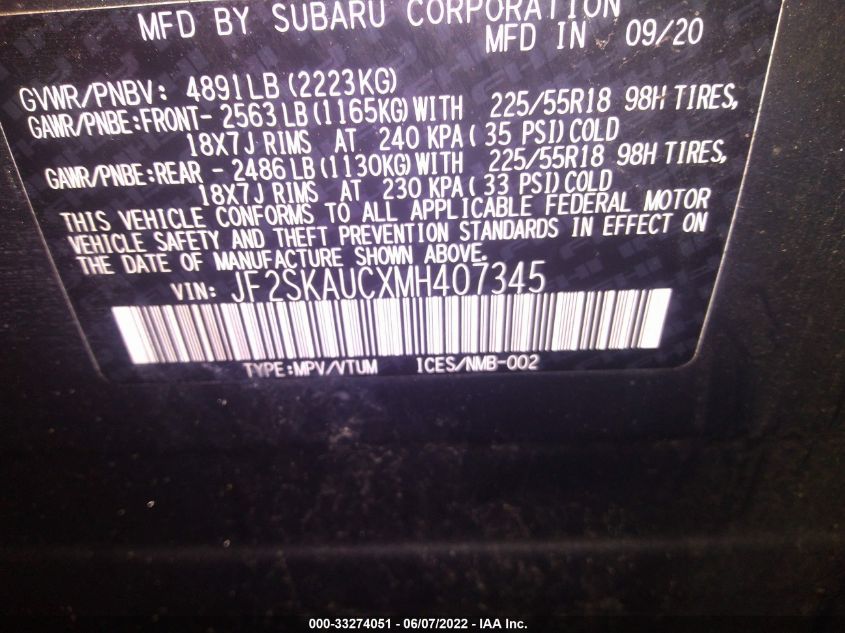 MFD BY SUBARU CORPORATION
MFD IN 09/20
GVWR/PNBV: 4891LB (2223KG)
GAWR/PNBE:FRONT- 2563LB(1165KG)WITH 225/55R18 98H TIRES,
18X7J RIMS AT 240 KPA( 35 PSI)COLD
GAWR/PNBE:REAR - 2486LB(1130KG)WITH 225/55R18 98H TIRES,
18X7J RIMS AT 230 KPA( 33 PSI)COLD
THIS VEHICLE CONFORMS TO ALL APPLICABLE FEDERAL MOTOR
VEHICLE SAFETY AND THEFT PREVENTION STANDARDS IN EFFECT ON
THE DATE OF MANUFACTURE SHOWN ABOVE.
VIN: JF2SKAUCXMH407345
TYPE:MPV/VTUM ICES/NMB-002
000-33274051 - 06/07/2022 - IAA Inc.